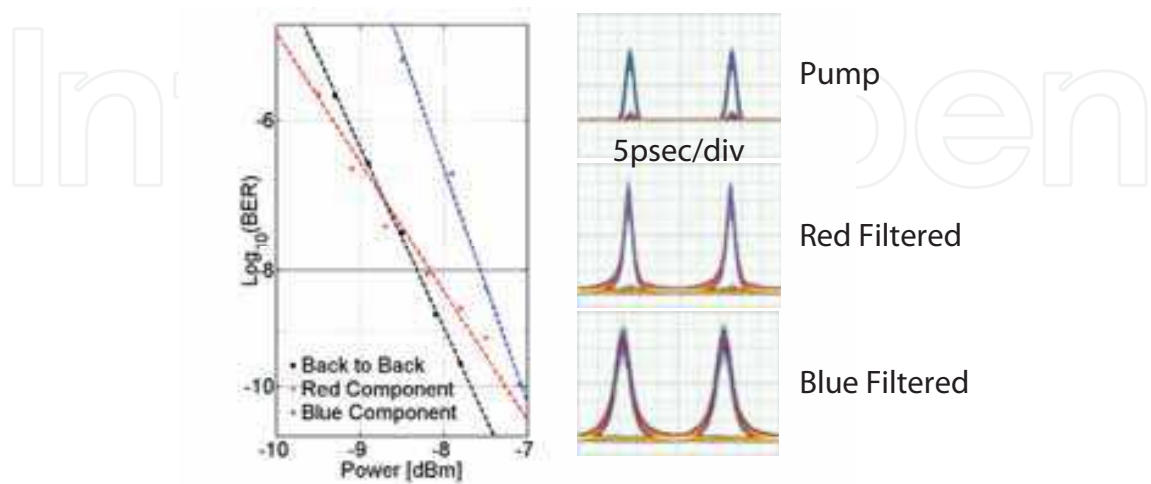 Pump
5psec/div
Red Filtered
Blue Filtered
Log10(BER)
-6
-8
-10
• Back to Back
• Red Component
• Blue Component
-10
-9
-8
-7
Power [dBm]